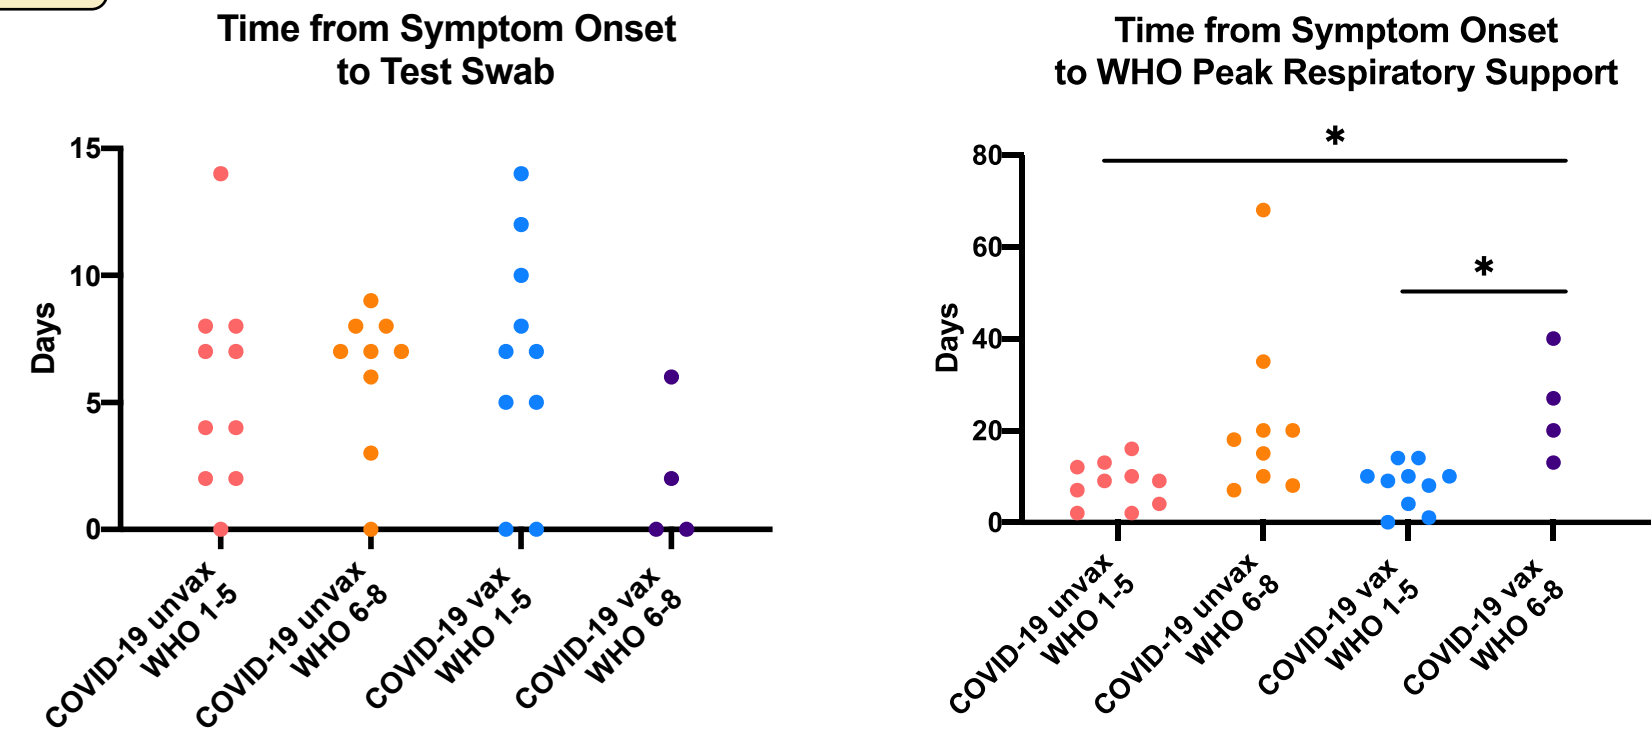 Time from Symptom Onset
to Test Swab
Days
15
10
5
0
COVID-19 unvax
WHO 1-5
COVID-19 unvax
WHO 6-8
COVID-19 vax
WHO 1-5
COVID-19 vax
WHO 6-8
Time from Symptom Onset
to WHO Peak Respiratory Support
Days
80
60
40
20
0
*
*
COVID-19 unvax
WHO 1-5
COVID-19 unvax
WHO 6-8
COVID-19 vax
WHO 1-5
COVID-19 vax
WHO 6-8